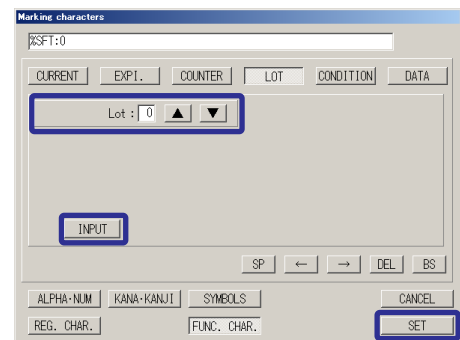 Marking characters
%SFT:0
CURRENT EXPI. COUNTER LOT CONDITION DATA
Lot : 0 ▲ ▼
INPUT
SP ← → DEL BS
ALPHA·NUM KANA·KANJI SYMBOLS CANCEL
REG. CHAR. FUNC. CHAR. SET